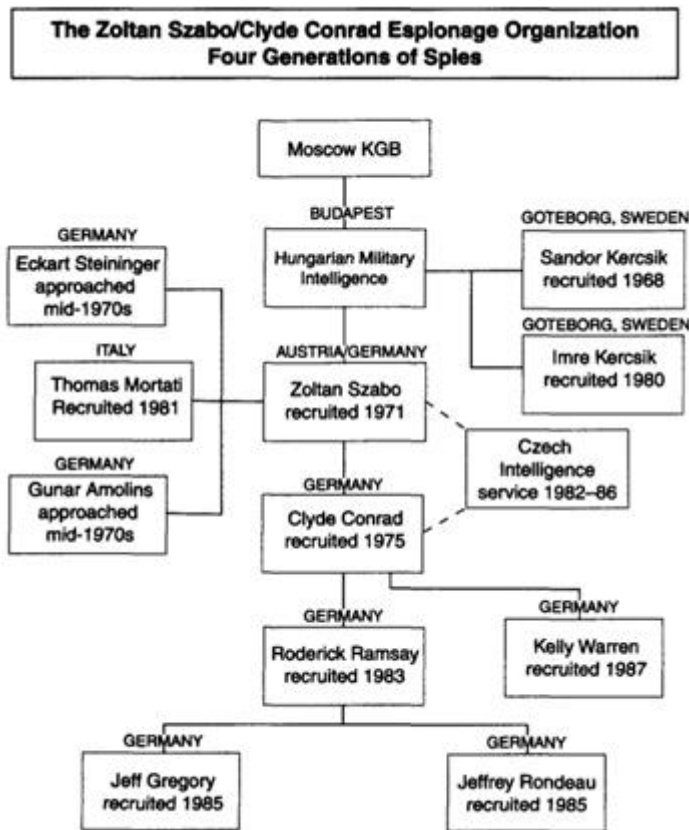 The Zoltan Szabo/Clyde Conrad Espionage Organization
Four Generations of Spies
Moscow KGB
BUDAPEST
Hungarian Military
Intelligence
GOTEBORG, SWEDEN
Sandor Kercsik
recruited 1968
GOTEBORG, SWEDEN
Imre Kercsik
recruited 1980
GERMANY
Eckart Steininger
approached
mid-1970s
ITALY
Thomas Mortati
Recruited 1981
GERMANY
Gunar Amolins
approached
mid-1970s
AUSTRIA/GERMANY
Zoltan Szabo
recruited 1971
Czech
Intelligence
service 1982–86
GERMANY
Clyde Conrad
recruited 1975
GERMANY
Roderick Ramsay
recruited 1983
GERMANY
Kelly Warren
recruited 1987
GERMANY
Jeff Gregory
recruited 1985
GERMANY
Jeffrey Rondeau
recruited 1985